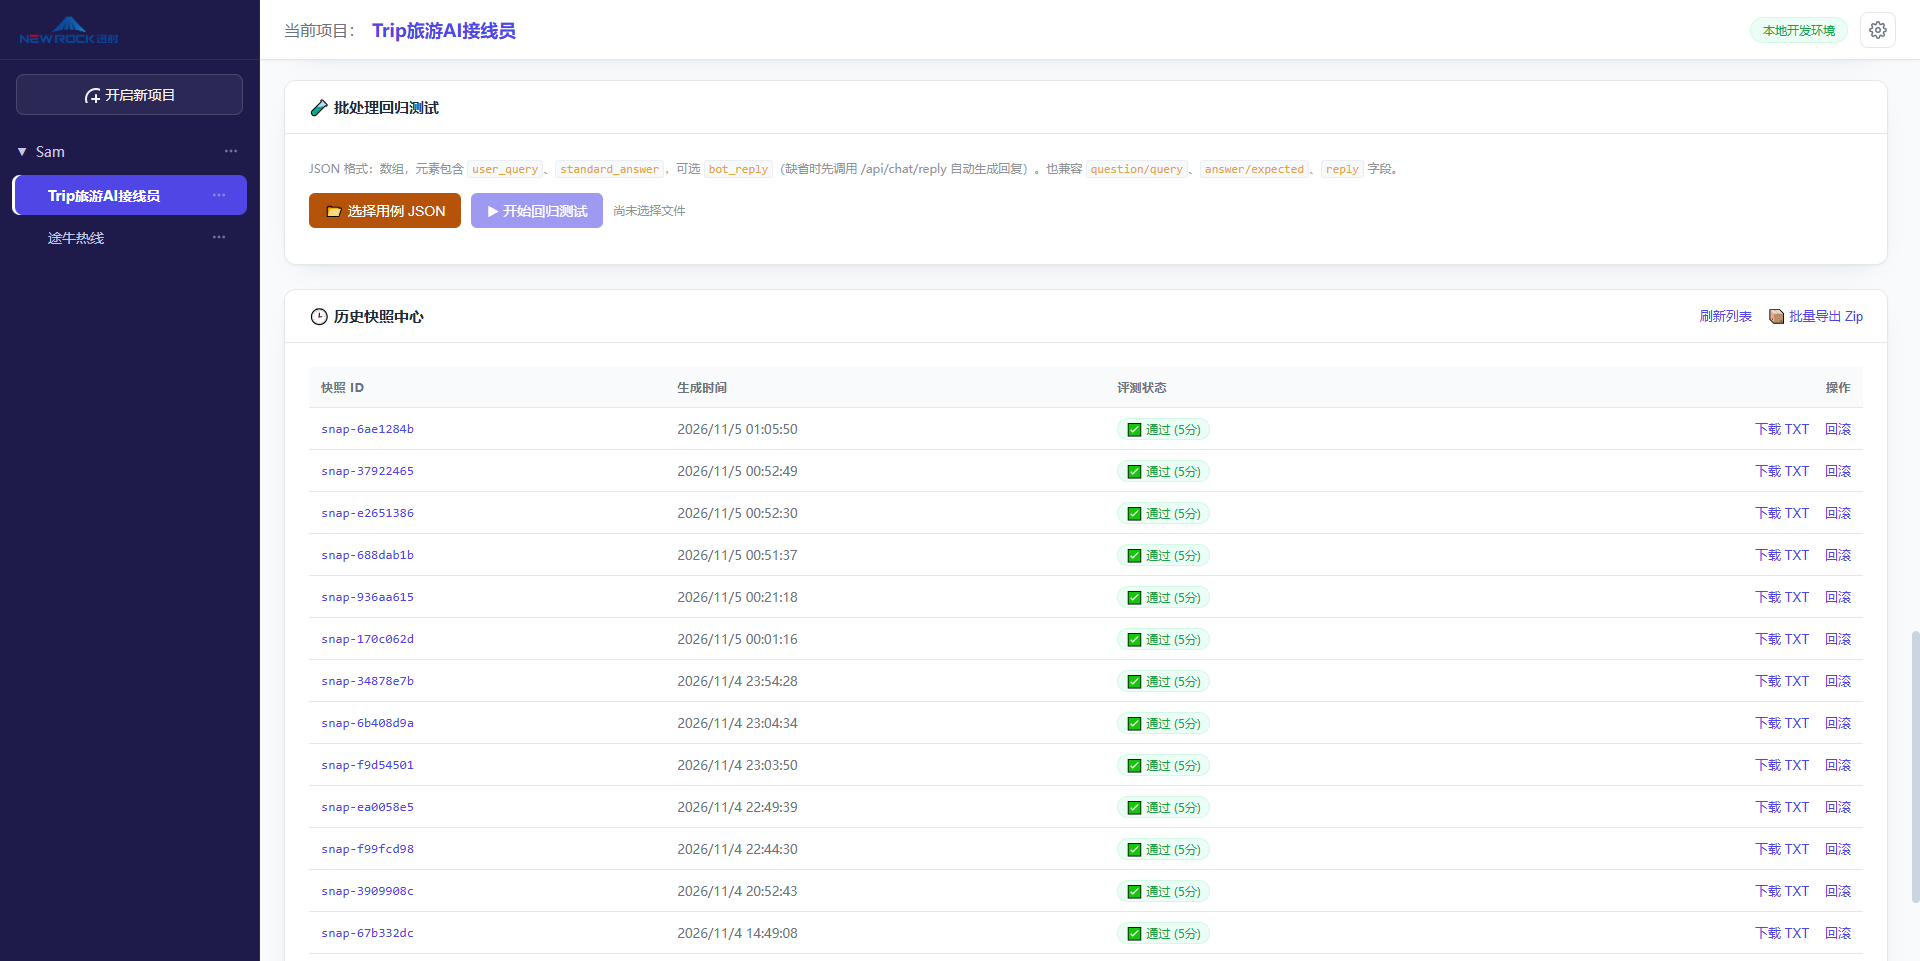 NEWROCK迅时
当前项目： Trip旅游AI接线员
本地开发环境
开启新项目
▼ Sam ···
Trip旅游AI接线员 ···
途牛热线 ···
批处理回归测试
JSON 格式：数组，元素包含 user_query、standard_answer，可选 bot_reply（缺省时先调用 /api/chat/reply 自动生成回复）。也兼容 question/query、answer/expected、reply 字段。
选择用例 JSON
▶ 开始回归测试
尚未选择文件
历史快照中心
刷新列表
批量导出 Zip
快照 ID 生成时间 评测状态 操作
snap-6ae1284b 2026/11/5 01:05:50 ✅ 通过 (5分) 下载 TXT 回滚
snap-37922465 2026/11/5 00:52:49 ✅ 通过 (5分) 下载 TXT 回滚
snap-e2651386 2026/11/5 00:52:30 ✅ 通过 (5分) 下载 TXT 回滚
snap-688dab1b 2026/11/5 00:51:37 ✅ 通过 (5分) 下载 TXT 回滚
snap-936aa615 2026/11/5 00:21:18 ✅ 通过 (5分) 下载 TXT 回滚
snap-170c062d 2026/11/5 00:01:16 ✅ 通过 (5分) 下载 TXT 回滚
snap-34878e7b 2026/11/4 23:54:28 ✅ 通过 (5分) 下载 TXT 回滚
snap-6b408d9a 2026/11/4 23:04:34 ✅ 通过 (5分) 下载 TXT 回滚
snap-f9d54501 2026/11/4 23:03:50 ✅ 通过 (5分) 下载 TXT 回滚
snap-ea0058e5 2026/11/4 22:49:39 ✅ 通过 (5分) 下载 TXT 回滚
snap-f99fcd98 2026/11/4 22:44:30 ✅ 通过 (5分) 下载 TXT 回滚
snap-3909908c 2026/11/4 20:52:43 ✅ 通过 (5分) 下载 TXT 回滚
snap-67b332dc 2026/11/4 14:49:08 ✅ 通过 (5分) 下载 TXT 回滚